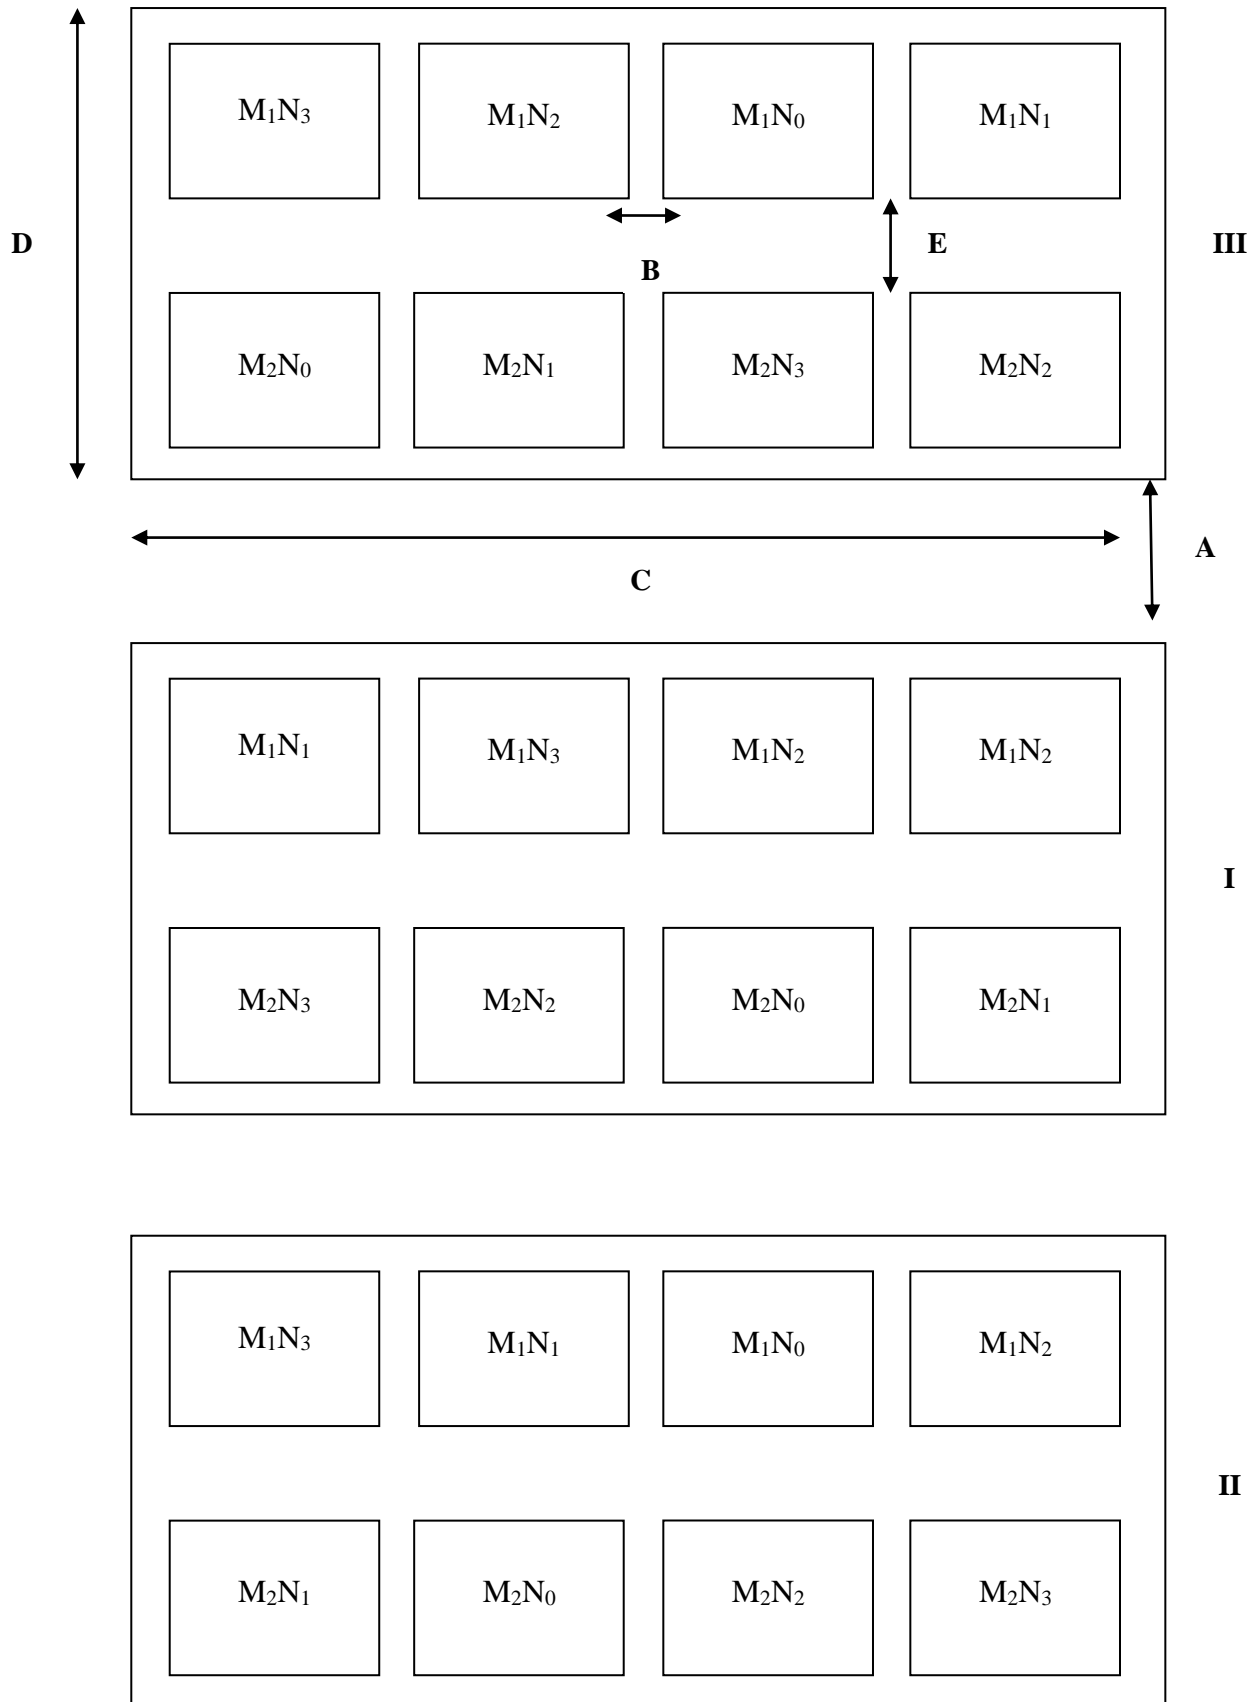 M₁N₃ M₁N₂ M₁N₀ M₁N₁
D B E III
M₂N₀ M₂N₁ M₂N₃ M₂N₂
A
C
M₁N₁ M₁N₃ M₁N₂ M₁N₂
I
M₂N₃ M₂N₂ M₂N₀ M₂N₁
M₁N₃ M₁N₁ M₁N₀ M₁N₂
II
M₂N₁ M₂N₀ M₂N₂ M₂N₃